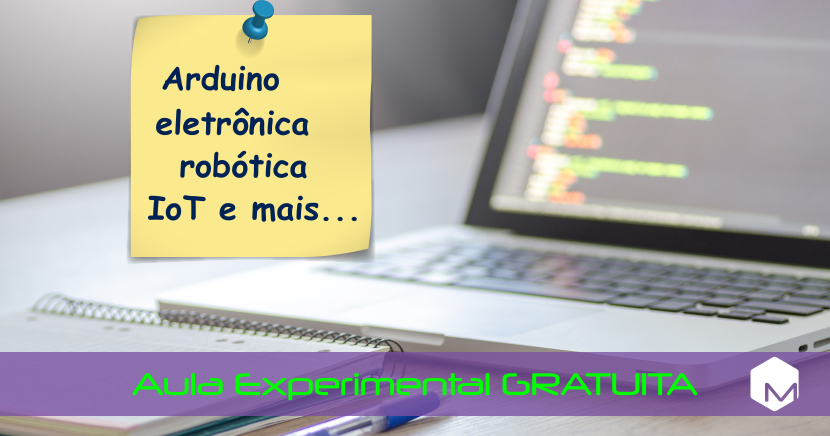 Arduino
eletrônica
robótica
IoT e mais...
Aula Experimental GRATUITA
M